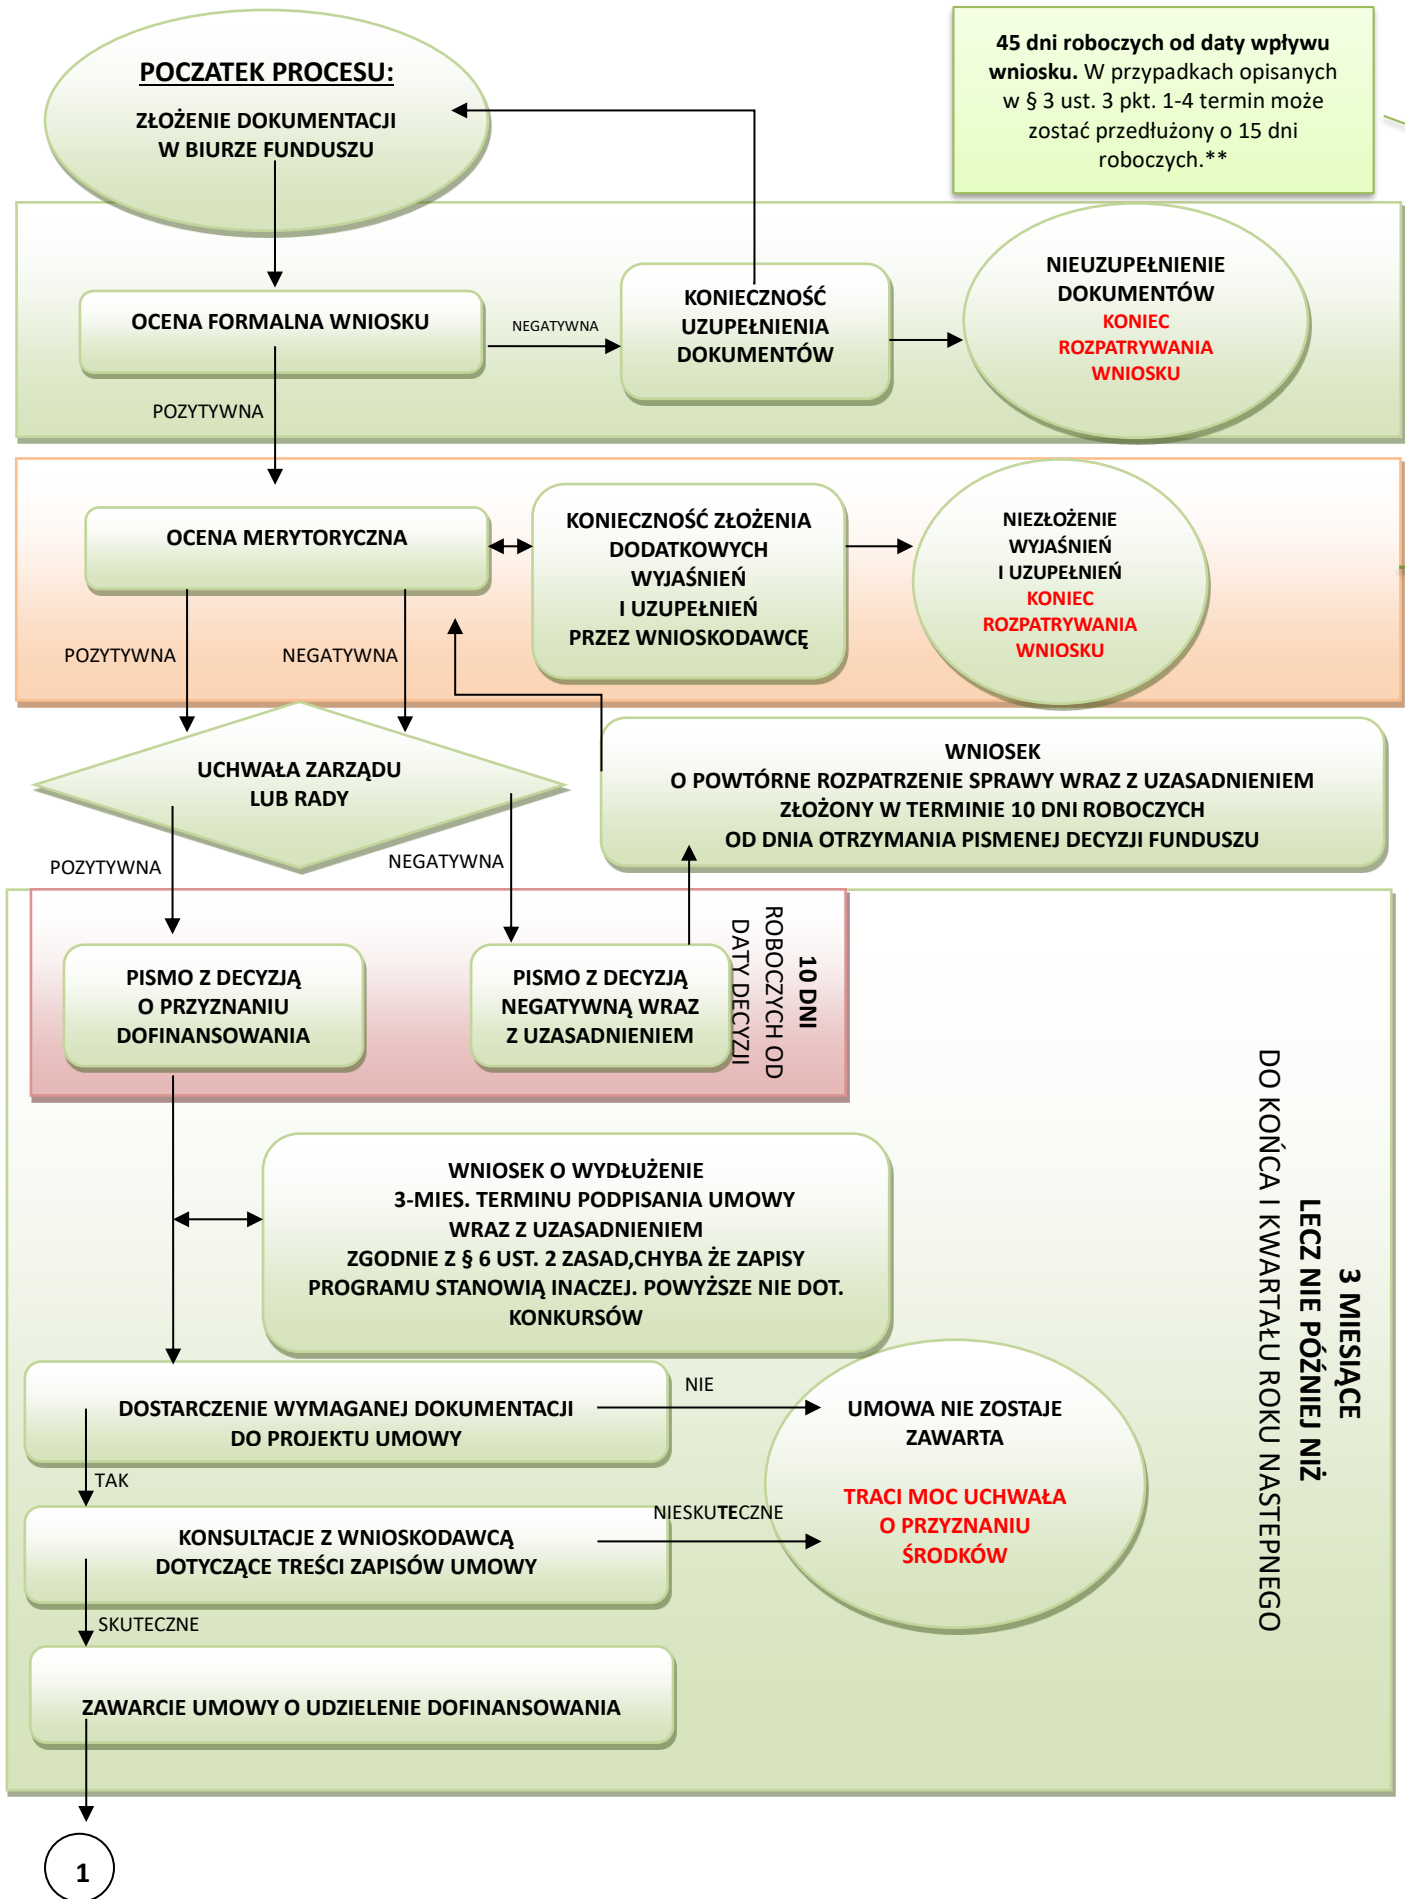 POCZATEK PROCESU:
ZŁOŻENIE DOKUMENTACJI
W BIURZE FUNDUSZU
45 dni roboczych od daty wpływu
wniosku. W przypadkach opisanych
w § 3 ust. 3 pkt. 1-4 termin może
zostać przedłużony o 15 dni
roboczych.**
OCENA FORMALNA WNIOSKU
NEGATYWNA
KONIECZNOŚĆ
UZUPEŁNIENIA
DOKUMENTÓW
NIEUZUPEŁNIENIE
DOKUMENTÓW
KONIEC
ROZPATRYWANIA
WNIOSKU
POZYTYWNA
OCENA MERYTORYCZNA
KONIECZNOŚĆ ZŁOŻENIA
DODATKOWYCH
WYJAŚNIEŃ
I UZUPEŁNIEŃ
PRZEZ WNIOSKODAWCĘ
NIEZŁOŻENIE
WYJAŚNIEŃ
I UZUPEŁNIEŃ
KONIEC
ROZPATRYWANIA
WNIOSKU
POZYTYWNA
NEGATYWNA
UCHWAŁA ZARZĄDU
LUB RADY
WNIOSEK
O POWTÓRNE ROZPATRZENIE SPRAWY WRAZ Z UZASADNIENIEM
ZŁOŻONY W TERMINIE 10 DNI ROBOCZYCH
OD DNIA OTRZYMANIA PISMENEJ DECYZJI FUNDUSZU
POZYTYWNA
NEGATYWNA
PISMO Z DECYZJĄ
O PRZYZNANIU
DOFINANSOWANIA
PISMO Z DECYZJĄ
NEGATYWNĄ WRAZ
Z UZASADNIENIEM
10 DNI
ROBOCZYCH OD
DATY DECYZJI
WNIOSEK O WYDŁUŻENIE
3-MIES. TERMINU PODPISANIA UMOWY
WRAZ Z UZASADNIENIEM
ZGODNIE Z § 6 UST. 2 ZASAD,CHYBA ŻE ZAPISY
PROGRAMU STANOWIĄ INACZEJ. POWYŻSZE NIE DOT.
KONKURSÓW
3 MIESIĄCE
LECZ NIE PÓŹNIEJ NIŻ
DO KOŃCA I KWARTAŁU ROKU NASTEPNEGO
DOSTARCZENIE WYMAGANEJ DOKUMENTACJI
DO PROJEKTU UMOWY
NIE
UMOWA NIE ZOSTAJE
ZAWARTA
TRACI MOC UCHWAŁA
O PRZYZNANIU
ŚRODKÓW
TAK
KONSULTACJE Z WNIOSKODAWCĄ
DOTYCZĄCE TREŚCI ZAPISÓW UMOWY
NIESKUTECZNE
SKUTECZNE
ZAWARCIE UMOWY O UDZIELENIE DOFINANSOWANIA
1